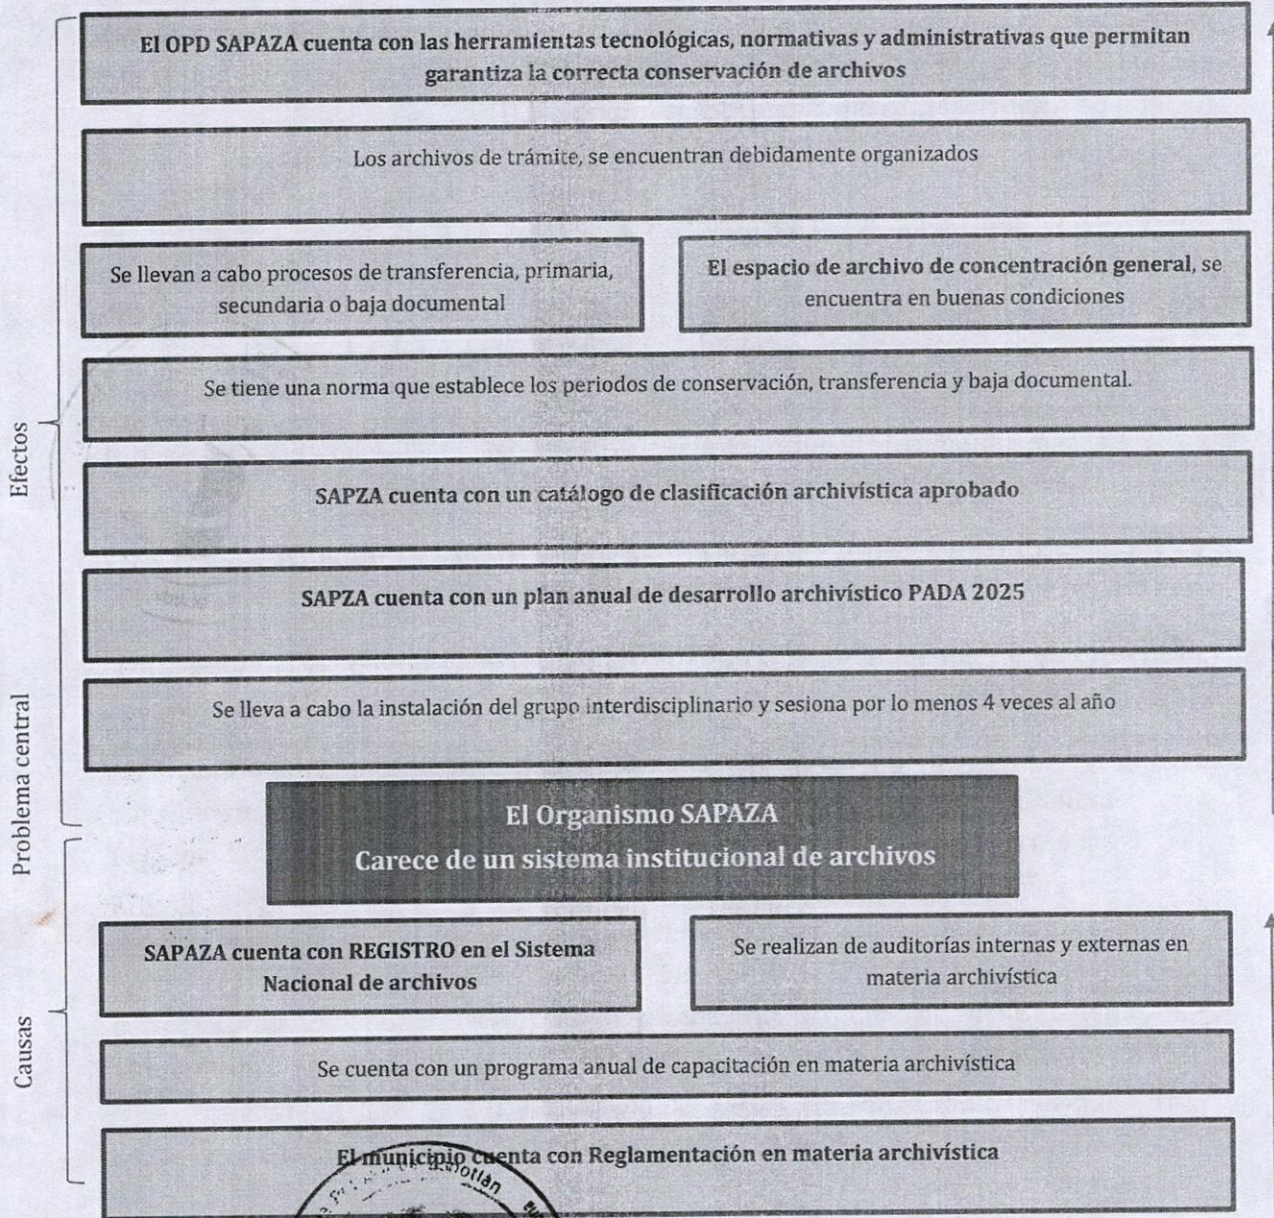 El OPD SAPAZA cuenta con las herramientas tecnológicas, normativas y administrativas que permitan
garantiza la correcta conservación de archivos
Los archivos de trámite, se encuentran debidamente organizados
Se llevan a cabo procesos de transferencia, primaria,
secundaria o baja documental
El espacio de archivo de concentración general, se
encuentra en buenas condiciones
Se tiene una norma que establece los periodos de conservación, transferencia y baja documental.
Efectos
SAPZA cuenta con un catálogo de clasificación archivística aprobado
SAPZA cuenta con un plan anual de desarrollo archivístico PADA 2025
Se lleva a cabo la instalación del grupo interdisciplinario y sesiona por lo menos 4 veces al año
Problema central
El Organismo SAPAZA
Carece de un sistema institucional de archivos
SAPAZA cuenta con REGISTRO en el Sistema
Nacional de archivos
Se realizan de auditorías internas y externas en
materia archivística
Causas
Se cuenta con un programa anual de capacitación en materia archivística
El municipio cuenta con Reglamentación en materia archivística